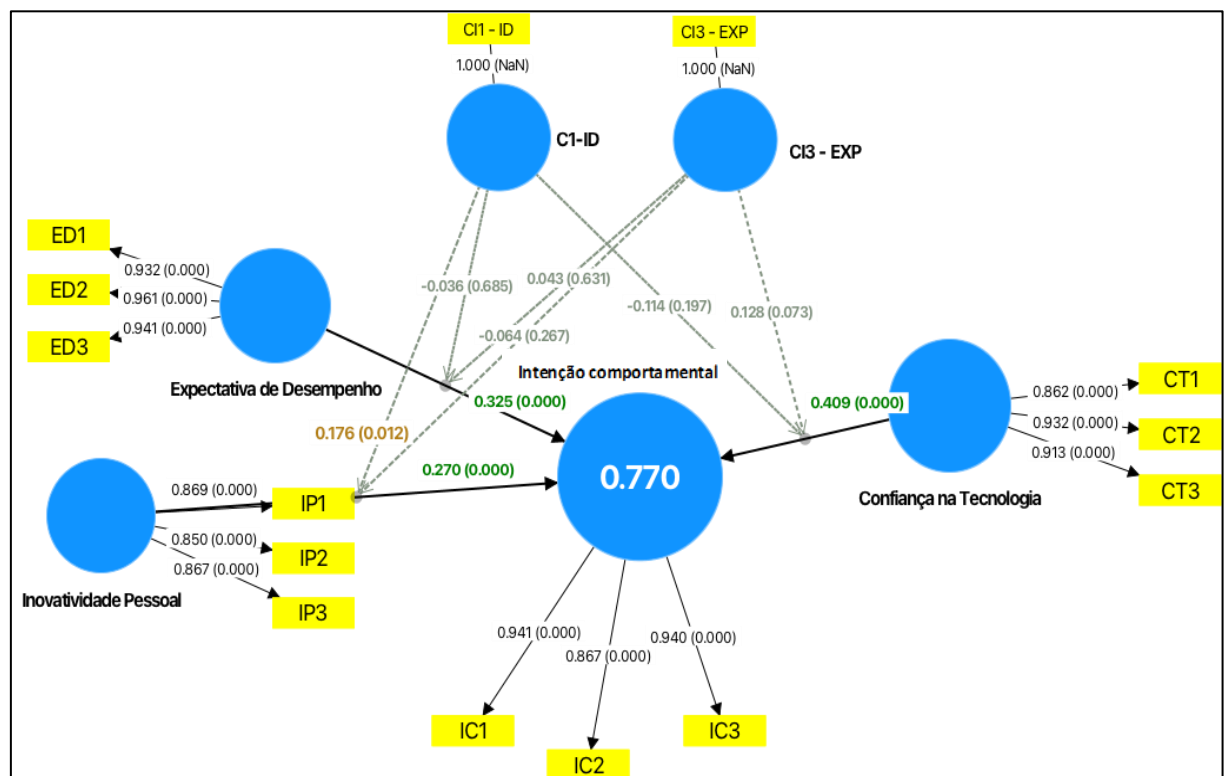 CI1 - ID
CI3 - EXP
1.000 (NaN)
1.000 (NaN)
C1-ID
CI3 - EXP
ED1
0.932 (0.000)
ED2
0.961 (0.000)
ED3
0.941 (0.000)
-0.036 (0.685)
0.043 (0.631)
-0.114 (0.197)
0.128 (0.073)
-0.064 (0.267)
Expectativa de Desempenho
Intenção comportamental
0.325 (0.000)
0.409 (0.000)
0.862 (0.000)
CT1
0.932 (0.000)
CT2
0.913 (0.000)
CT3
0.176 (0.012)
0.270 (0.000)
0.770
Confiança na Tecnologia
0.869 (0.000)
IP1
0.850 (0.000)
IP2
0.867 (0.000)
IP3
Inovatividade Pessoal
0.941 (0.000)
0.867 (0.000)
0.940 (0.000)
IC1
IC2
IC3